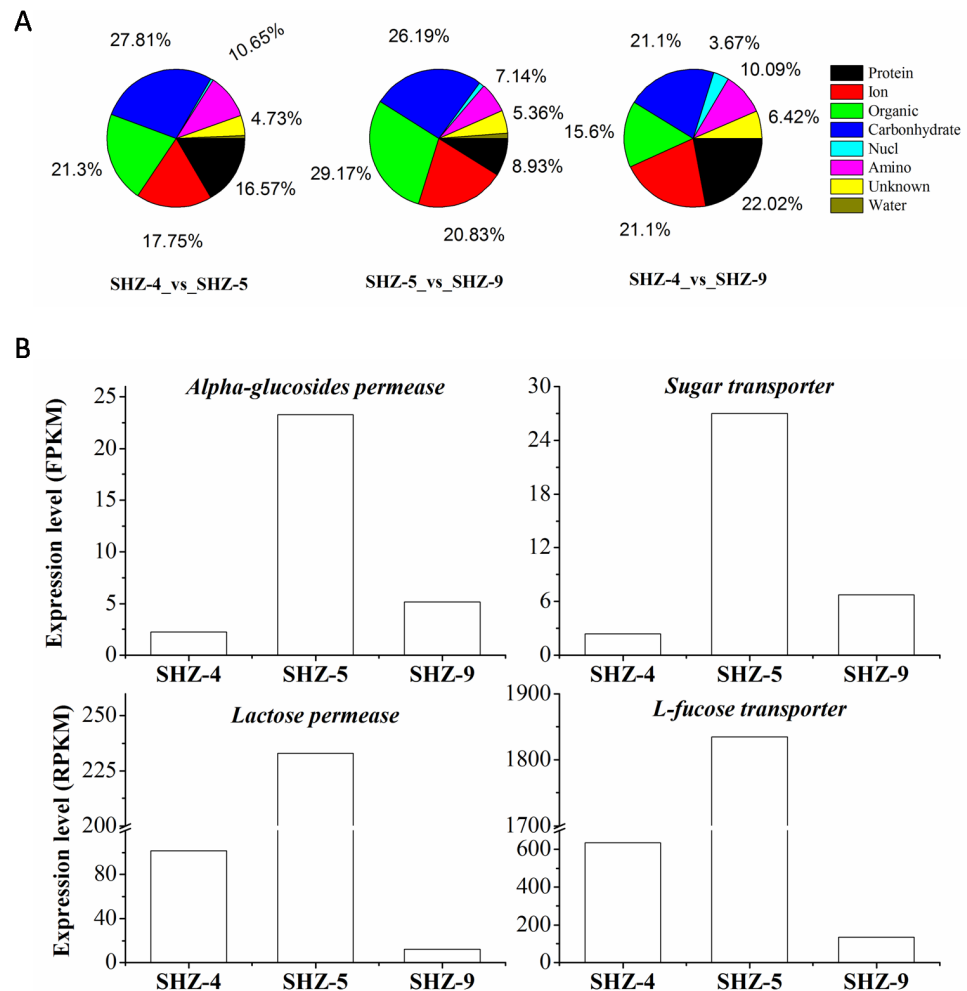 A
27.81%
10.65%
4.73%
16.57%
17.75%
21.3%
SHZ-4_vs_SHZ-5
26.19%
7.14%
5.36%
8.93%
20.83%
29.17%
SHZ-5_vs_SHZ-9
21.1%
3.67%
10.09%
6.42%
22.02%
21.1%
15.6%
SHZ-4_vs_SHZ-9
Protein
Ion
Organic
Carbonhydrate
Nucl
Amino
Unknown
Water
B
Alpha-glucosides permease
Expression level (FPKM)
25
20
15
10
5
0
SHZ-4 SHZ-5 SHZ-9
Sugar transporter
30
24
18
12
6
0
SHZ-4 SHZ-5 SHZ-9
Lactose permease
Expression level (RPKM)
250
225
200
80
40
0
SHZ-4 SHZ-5 SHZ-9
L-fucose transporter
1900
1800
1700
600
400
200
0
SHZ-4 SHZ-5 SHZ-9